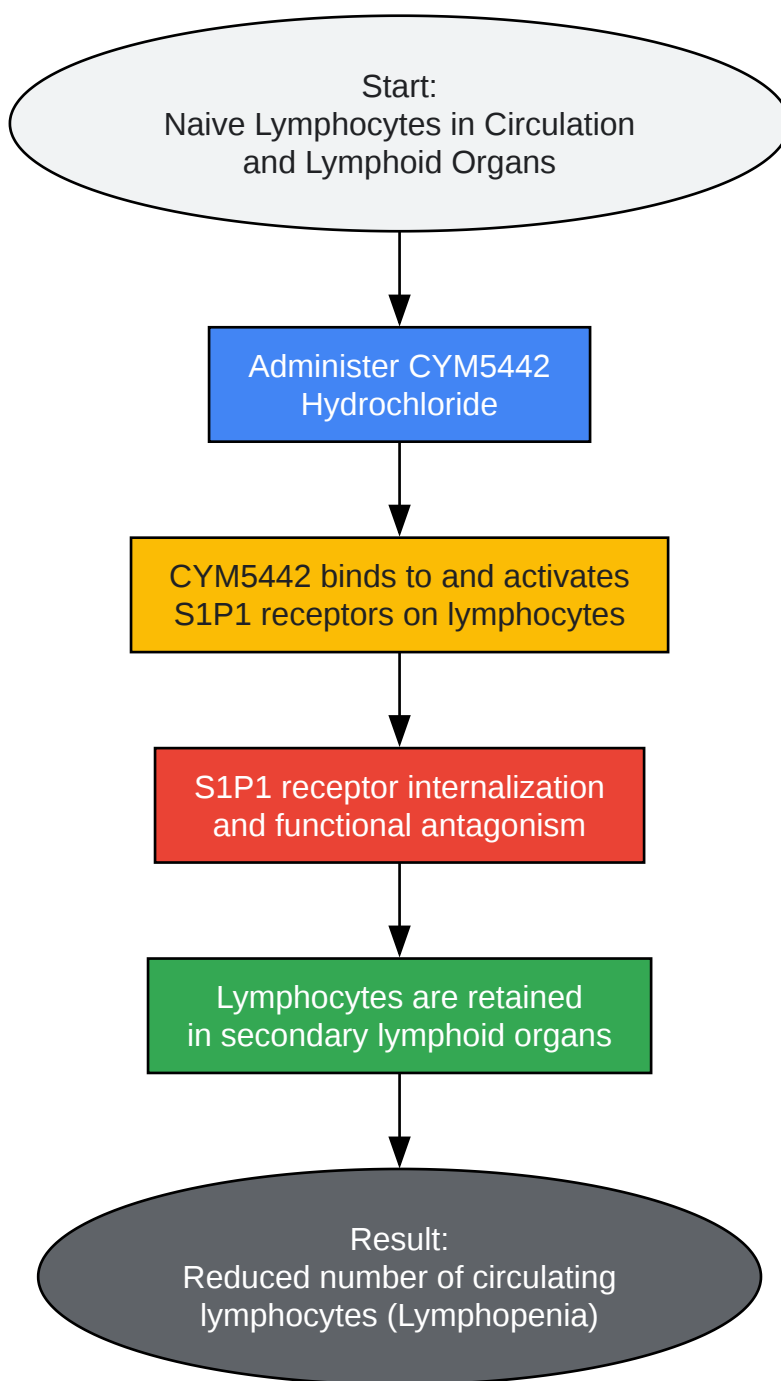 Start:
Naive Lymphocytes in Circulation
and Lymphoid Organs
Administer CYM5442
Hydrochloride
CYM5442 binds to and activates
S1P1 receptors on lymphocytes
S1P1 receptor internalization
and functional antagonism
Lymphocytes are retained
in secondary lymphoid organs
Result:
Reduced number of circulating
lymphocytes (Lymphopenia)